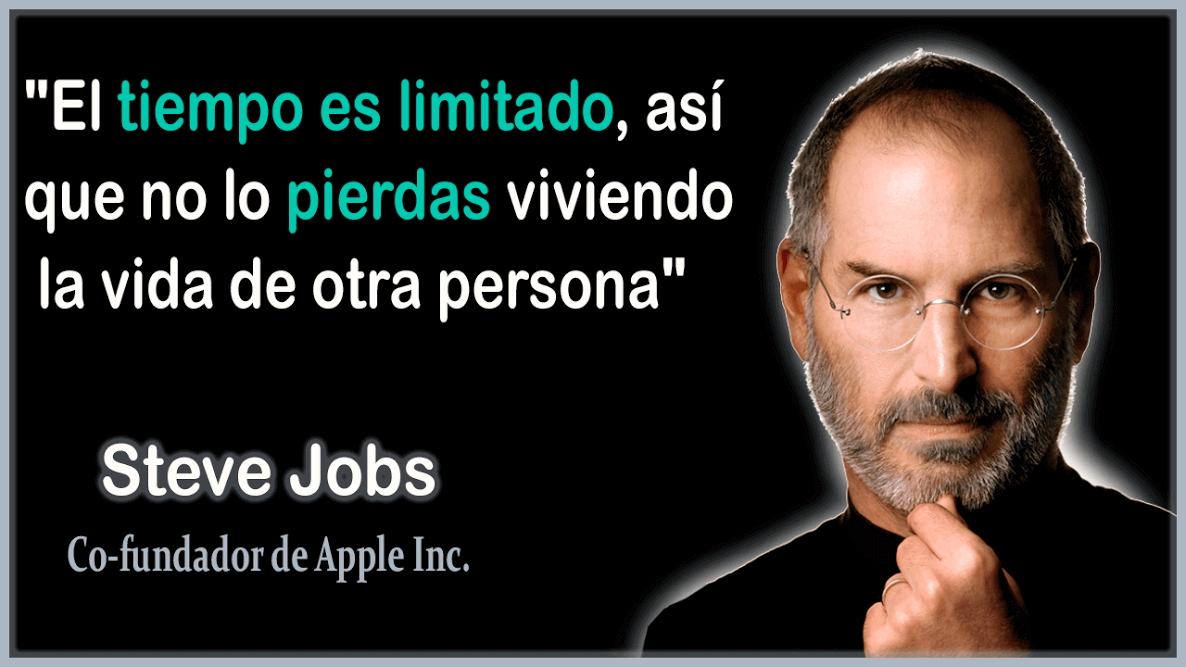 "El tiempo es limitado, así
que no lo pierdas viviendo
la vida de otra persona"
Steve Jobs
Co-fundador de Apple Inc.